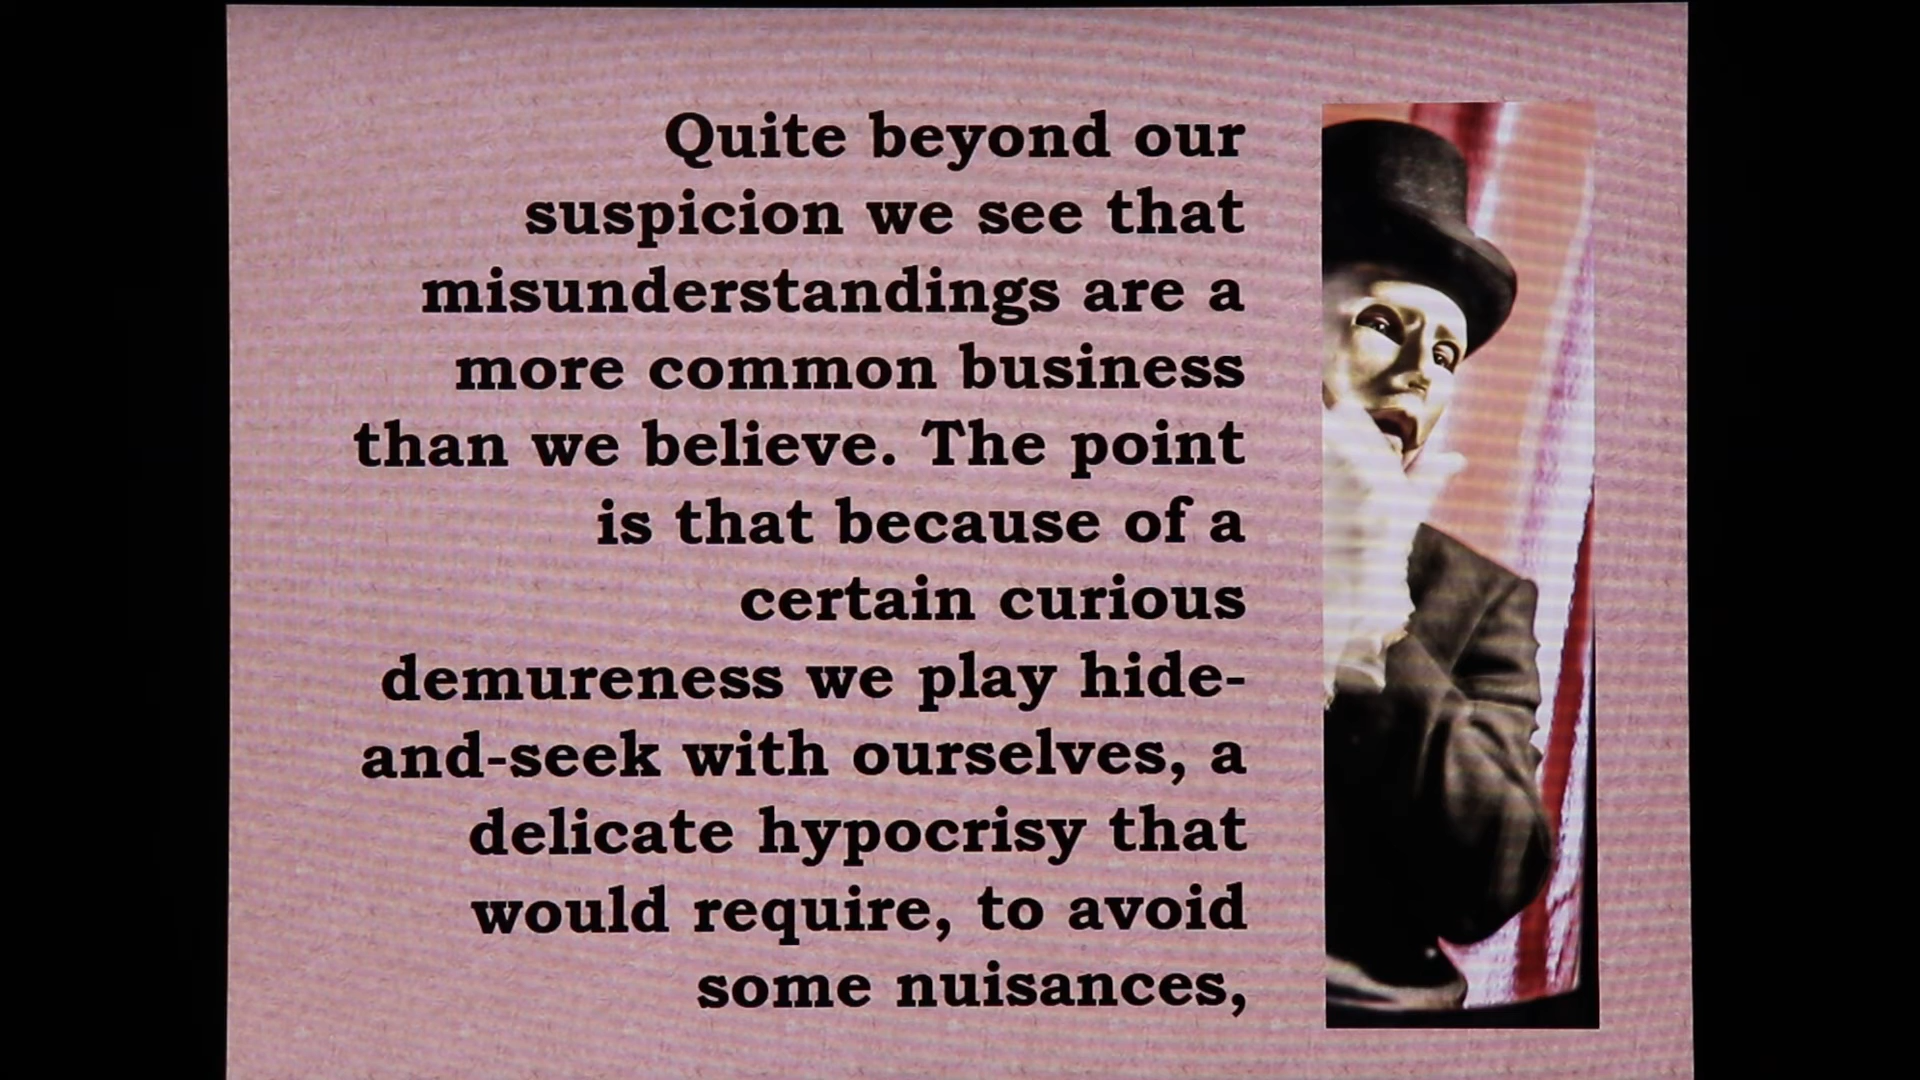 Quite beyond our
suspicion we see that
misunderstandings are a
more common business
than we believe. The point
is that because of a
certain curious
demureness we play hide-
and-seek with ourselves, a
delicate hypocrisy that
would require, to avoid
some nuisances,